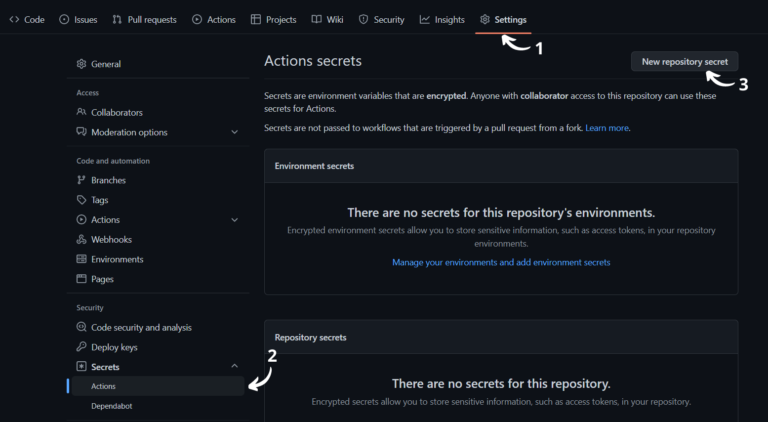 Code Issues Pull requests Actions Projects Wiki Security Insights Settings
1
General
Access
Collaborators
Moderation options
Code and automation
Branches
Tags
Actions
Webhooks
Environments
Pages
Security
Code security and analysis
Deploy keys
Secrets
2
Actions
Dependabot
Actions secrets
New repository secret
3
Secrets are environment variables that are encrypted. Anyone with collaborator access to this repository can use these
secrets for Actions.
Secrets are not passed to workflows that are triggered by a pull request from a fork. Learn more.
Environment secrets
There are no secrets for this repository's environments.
Encrypted environment secrets allow you to store sensitive information, such as access tokens, in your repository
environments.
Manage your environments and add environment secrets
Repository secrets
There are no secrets for this repository.
Encrypted secrets allow you to store sensitive information, such as access tokens, in your repository.